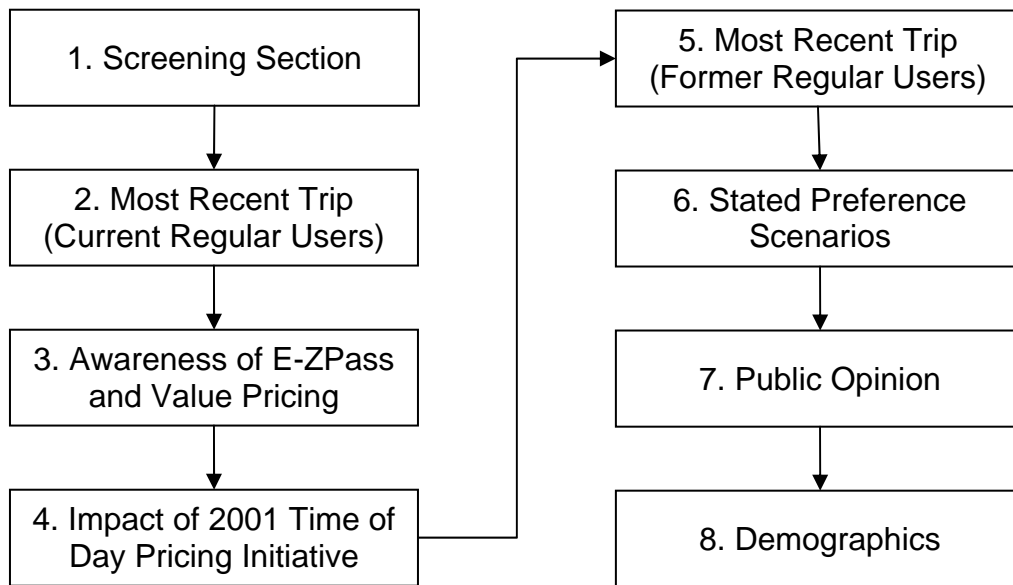 1. Screening Section
2. Most Recent Trip
(Current Regular Users)
3. Awareness of E-ZPass
and Value Pricing
4. Impact of 2001 Time of
Day Pricing Initiative
5. Most Recent Trip
(Former Regular Users)
6. Stated Preference
Scenarios
7. Public Opinion
8. Demographics